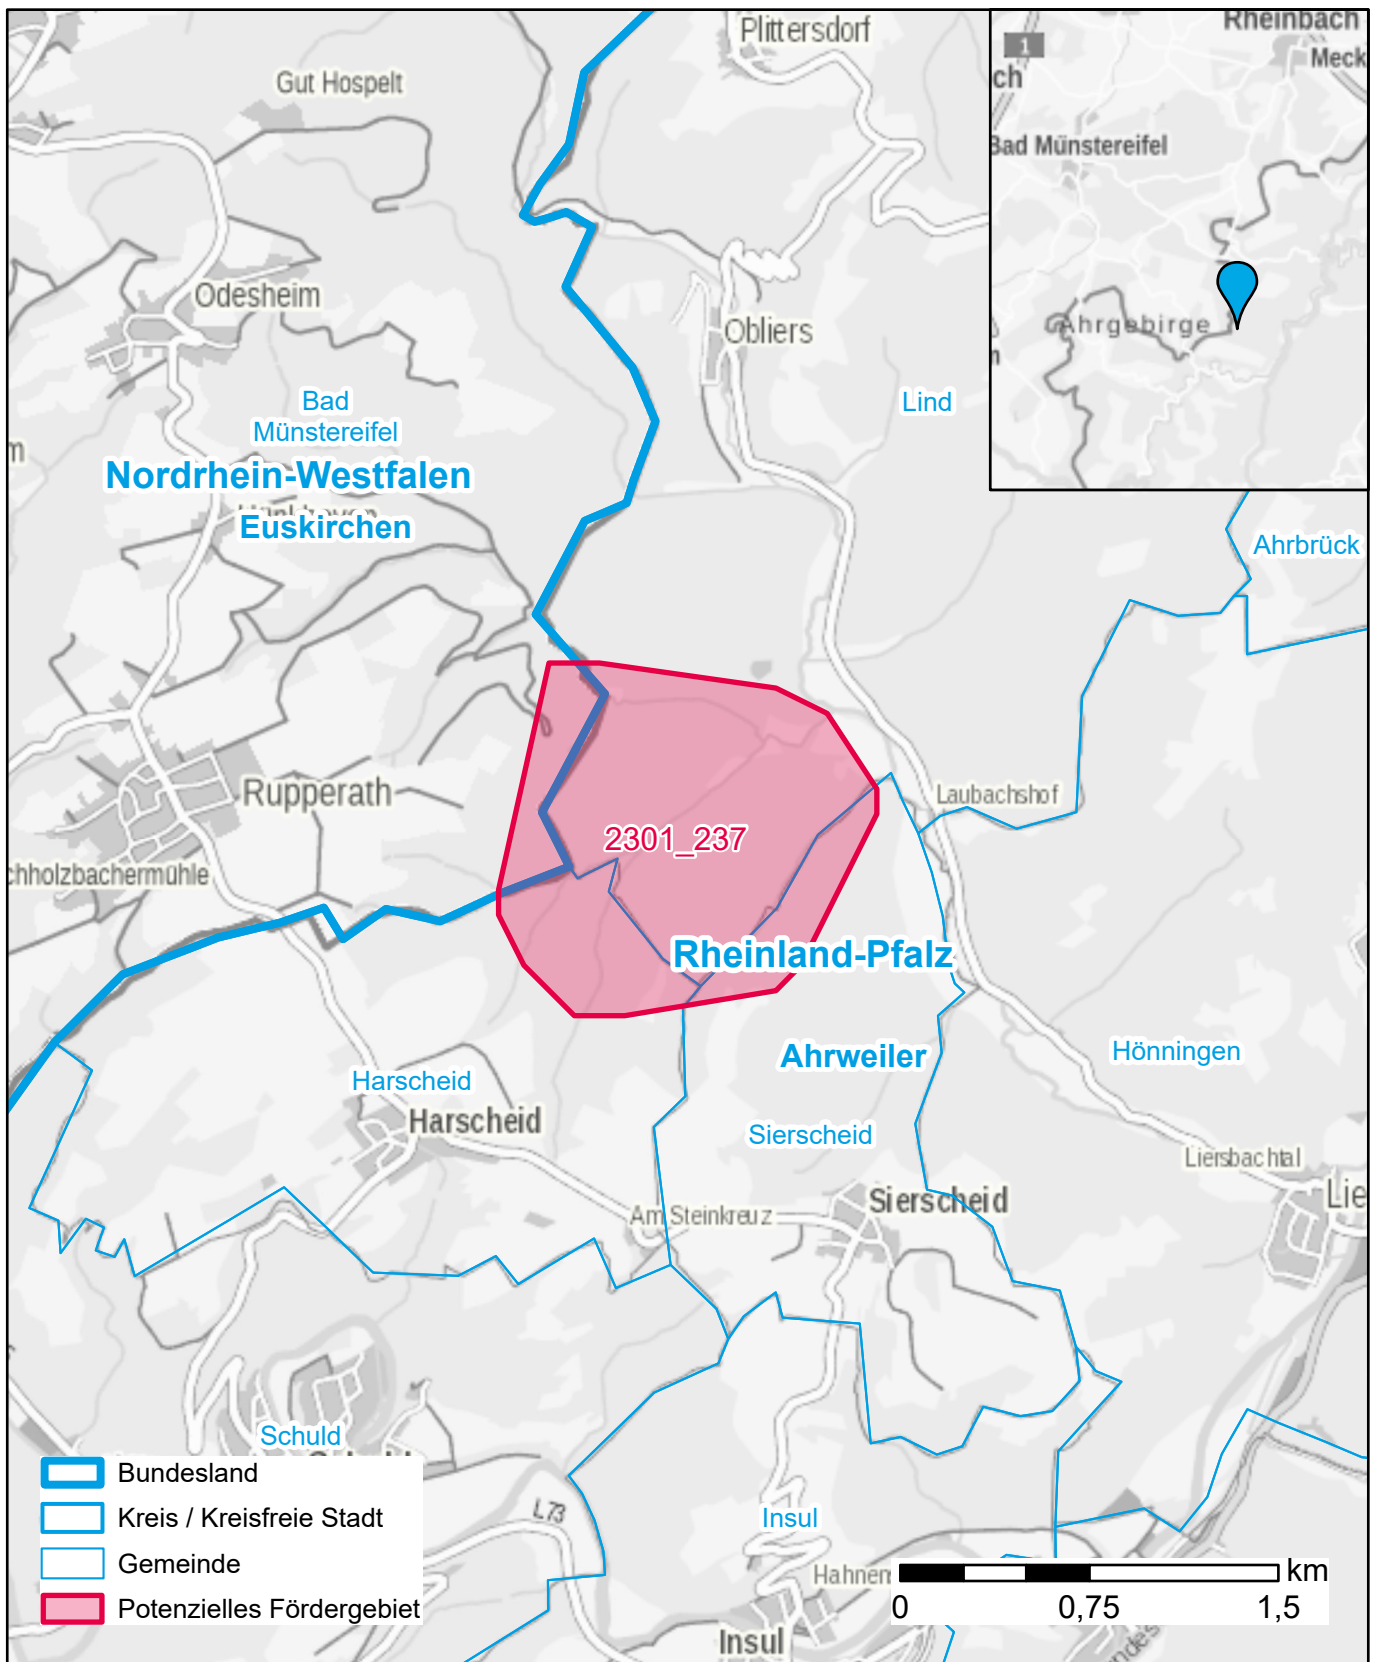 Plittersdorf
Gut Hospelt
Rheinbach
1
Meck
ch
Bad Münstereifel
Ahrgebirge
Odesheim
Obliers
Bad
Münstereifel
Lind
Nordrhein-Westfalen
Euskirchen
Ahrbrück
Rupperath
Laubachshof
2301_237
chholzbachermühle
Rheinland-Pfalz
Ahrweiler
Hönningen
Harscheid
Harscheid
Sierscheid
Liersbachtal
Sierscheid
Lie
Am Steinkreuz
Schuld
Bundesland
Kreis / Kreisfreie Stadt
Gemeinde
Potenzielles Fördergebiet
L73
Insul
Hahnen
Insul
km
0 0,75 1,5